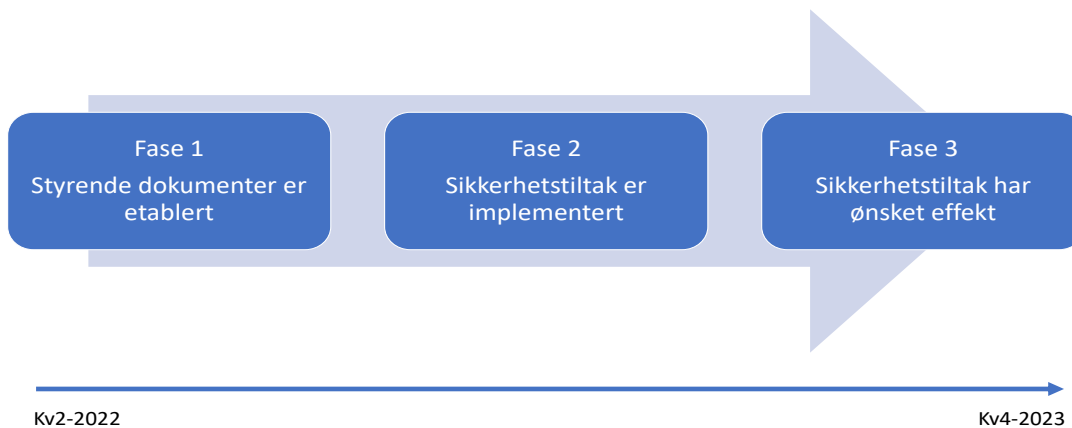 Fase 1
Styrende dokumenter er
etablert
Fase 2
Sikkerhetstiltak er
implementert
Fase 3
Sikkerhetstiltak har
ønsket effekt
Kv2-2022
Kv4-2023